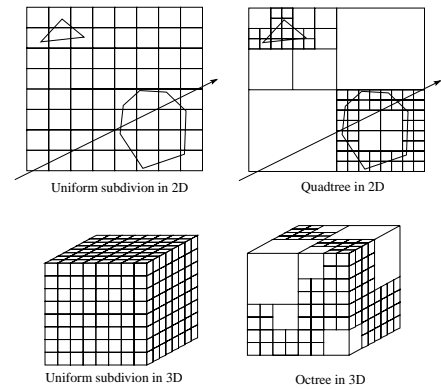 Uniform subdivion in 2D
Quadtree in 2D
Uniform subdivion in 3D
Octree in 3D